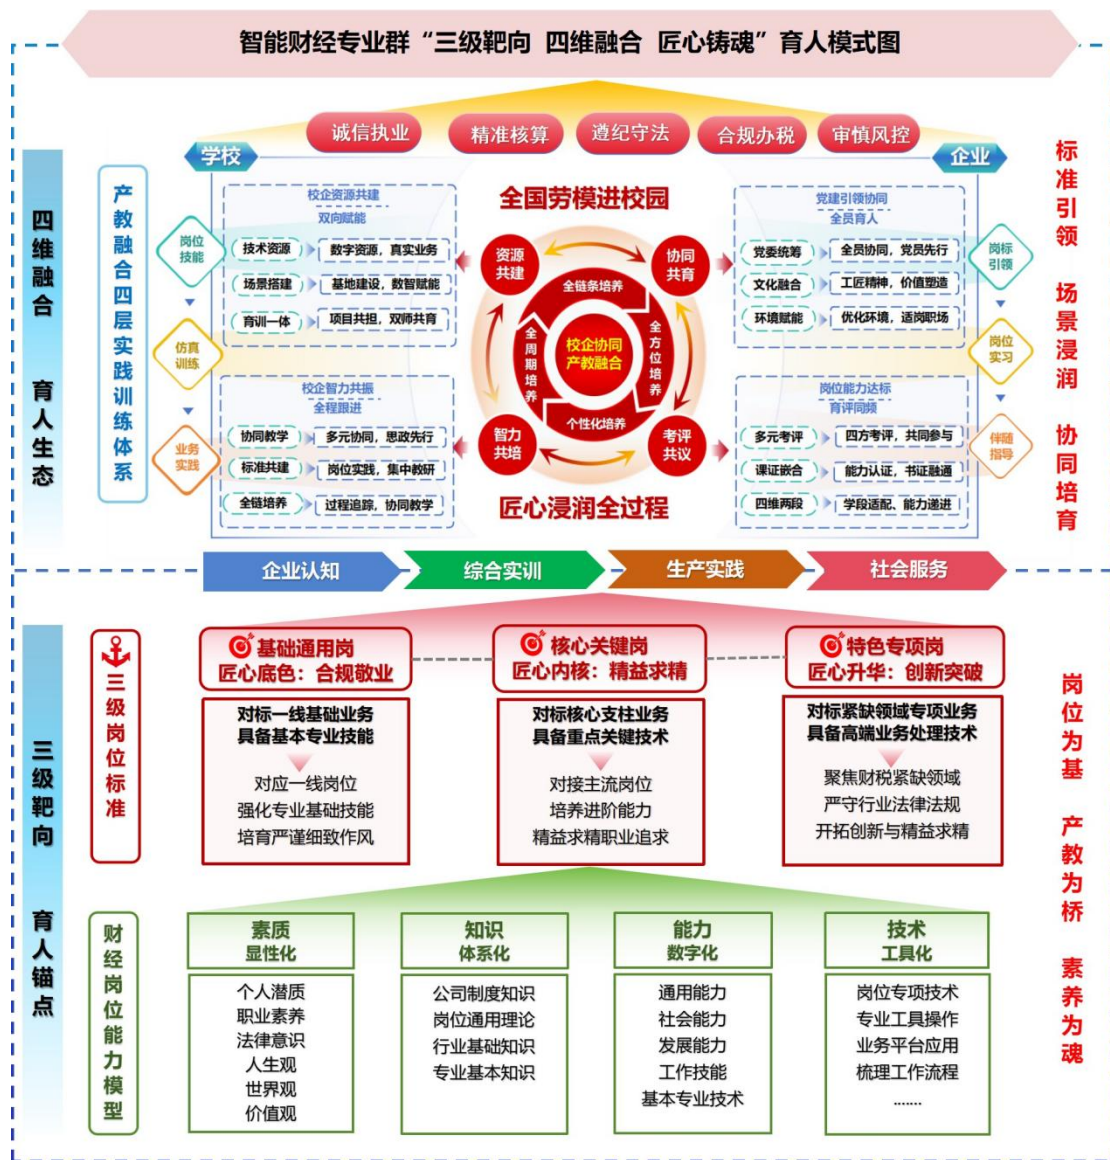 智能财经专业群“三级靶向 四维融合 匠心铸魂”育人模式图
诚信执业
精准核算
遵纪守法
合规办税
审慎风控
四维融合 育人生态
产教融合四层实践训练体系
学校
企业
岗位
技能
仿真
训练
业务
实践
校企资源共建
双向赋能
技术资源
数字资源，真实业务
场景搭建
基地建设，数智赋能
育训一体
项目共担，双师共育
校企智力共振
全程跟进
协同教学
多元协同，思政先行
标准共建
岗位实践，集中教研
全链培养
过程追踪，协同教学
全国劳模进校园
资源
共建
协同
共育
智力
共培
考评
共议
全链条培养
全方位培养
个性化培养
全周期培养
校企协同
产教融合
匠心浸润全过程
党建引领协同
全员育人
党委统筹
全员协同，党员先行
文化融合
工匠精神，价值塑造
环境赋能
优化环境，适岗职场
岗位能力达标
育评同频
多元考评
四方考评，共同参与
课证嵌合
能力认证，书证融通
四维两段
学段适配、能力递进
岗标
引领
岗位
实习
伴随
指导
标准引领 场景浸润 协同培育
企业认知
综合实训
生产实践
社会服务
三级靶向 育人锚点
三级岗位标准
基础通用岗
匠心底色：合规敬业
对标一线基础业务
具备基本专业技能
对应一线岗位
强化专业基础技能
培育严谨细致作风
核心关键岗
匠心内核：精益求精
对标核心支柱业务
具备重点关键技术
对接主流岗位
培养进阶能力
精益求精职业追求
特色专项岗
匠心升华：创新突破
对标紧缺领域专项业务
具备高端业务处理技术
聚焦财税紧缺领域
严守行业法律法规
开拓创新与精益求精
岗位为基 产教为桥 素养为魂
财经岗位能力模型
素质
显性化
个人潜质
职业素养
法律意识
人生观
世界观
价值观
知识
体系化
公司制度知识
岗位通用理论
行业基础知识
专业基本知识
能力
数字化
通用能力
社会能力
发展能力
工作技能
基本专业技术
技术
工具化
岗位专项技术
专业工具操作
业务平台应用
梳理工作流程
.......